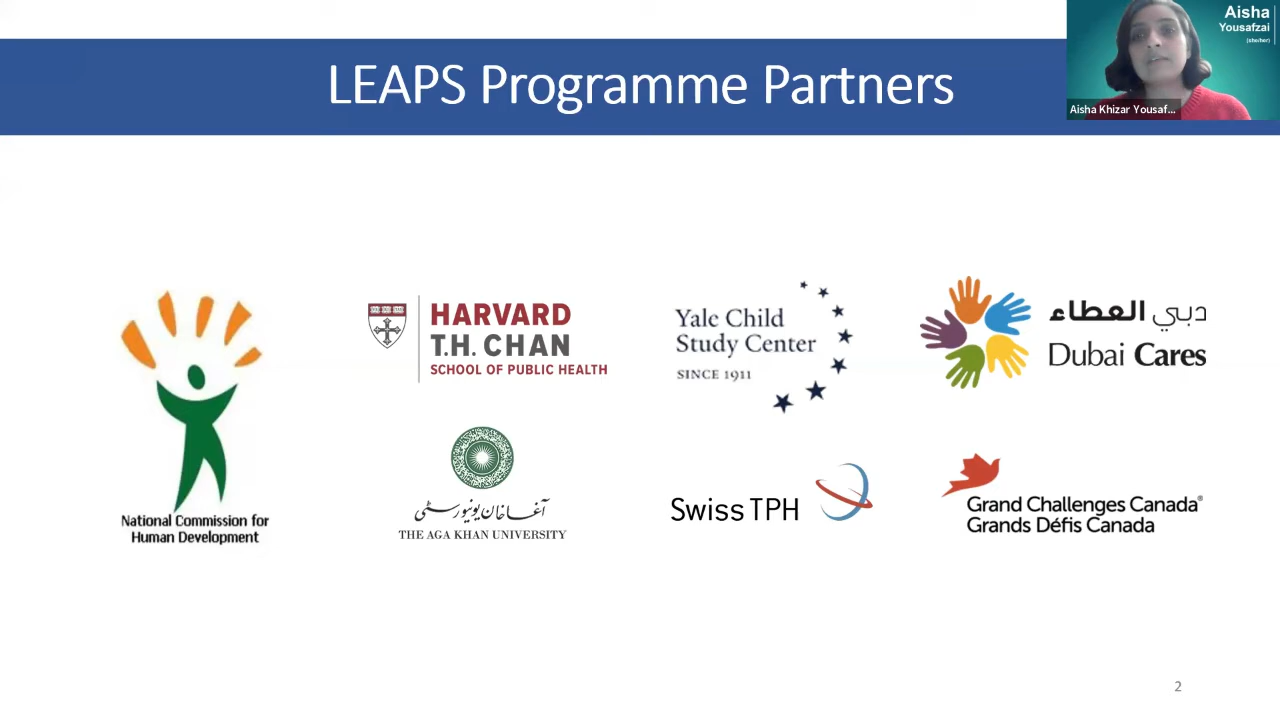 LEAPS Programme Partners
Aisha
Yousafzai
(she/her)
Aisha Khizar Yousaf...
National Commission for
Human Development
HARVARD
T.H. CHAN
SCHOOL OF PUBLIC HEALTH
آغا خان یونیورسٹی
THE AGA KHAN UNIVERSITY
Yale Child
Study Center
SINCE 1911
Swiss TPH
دبي العطاء
Dubai Cares
Grand Challenges Canada®
Grands Défis Canada
2